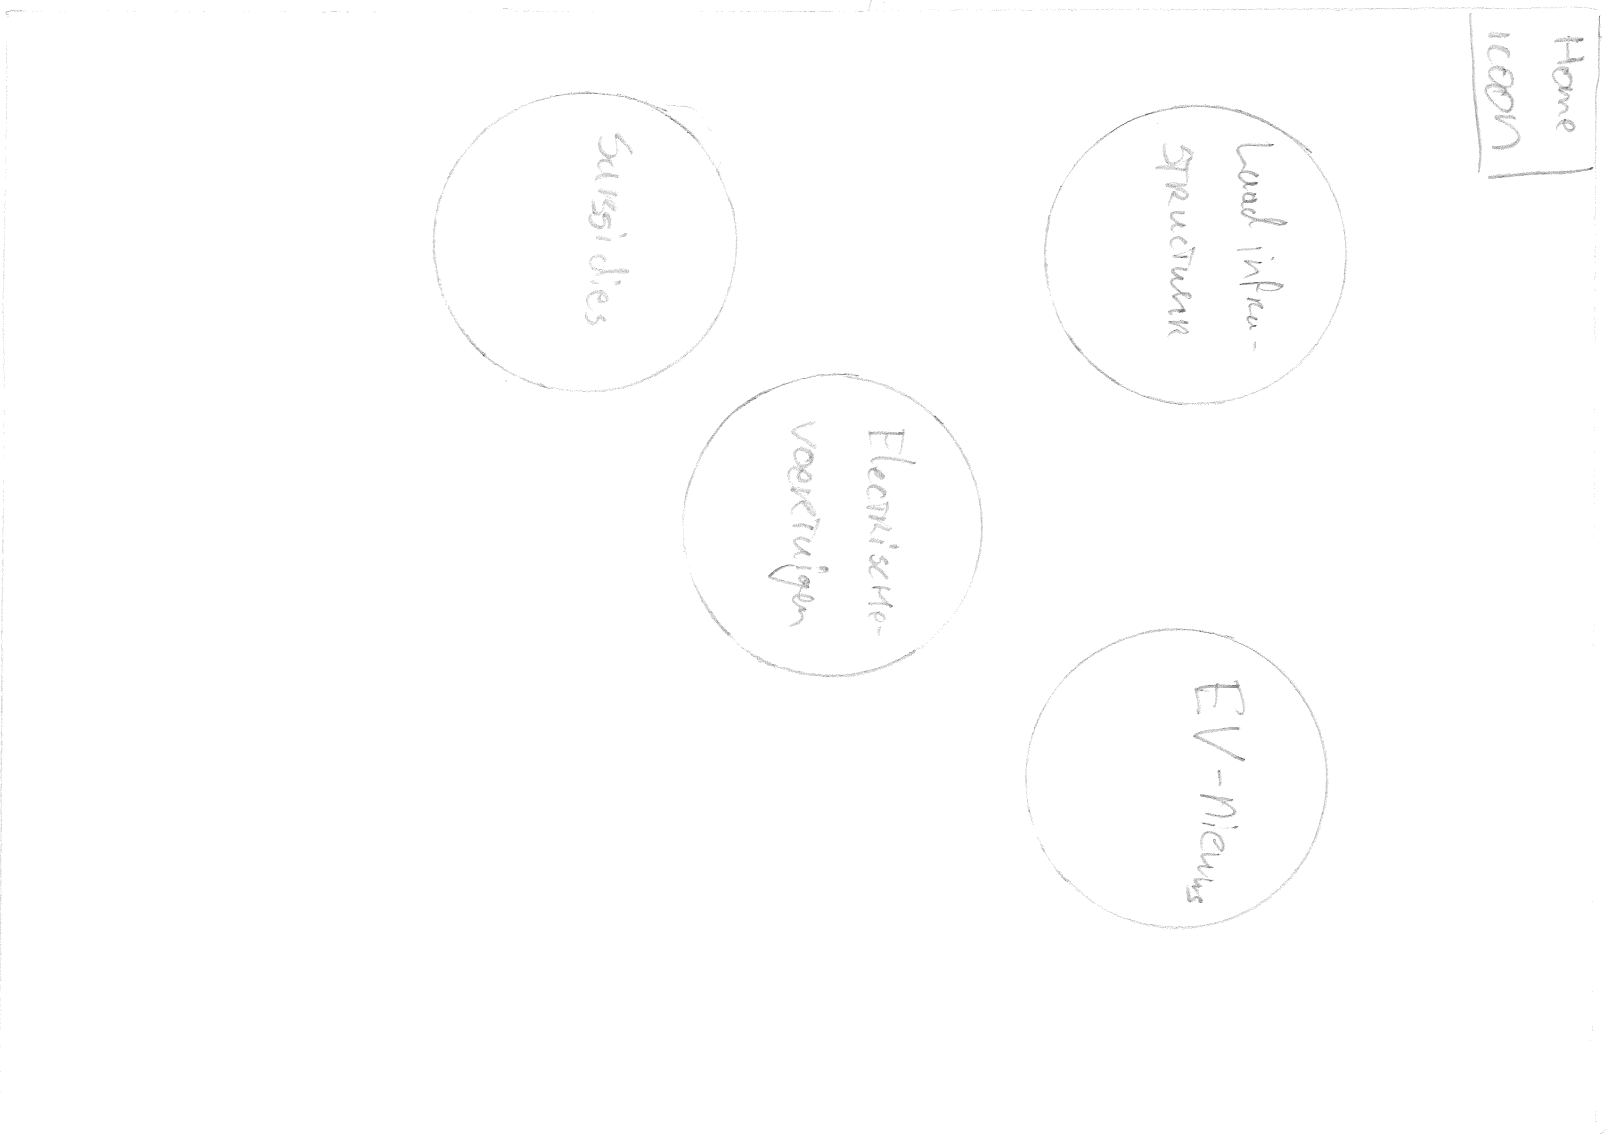 Home
icoon
Laad infra-
structuur
EV-Nieuws
Electrische-
voertuigen
Subsidies